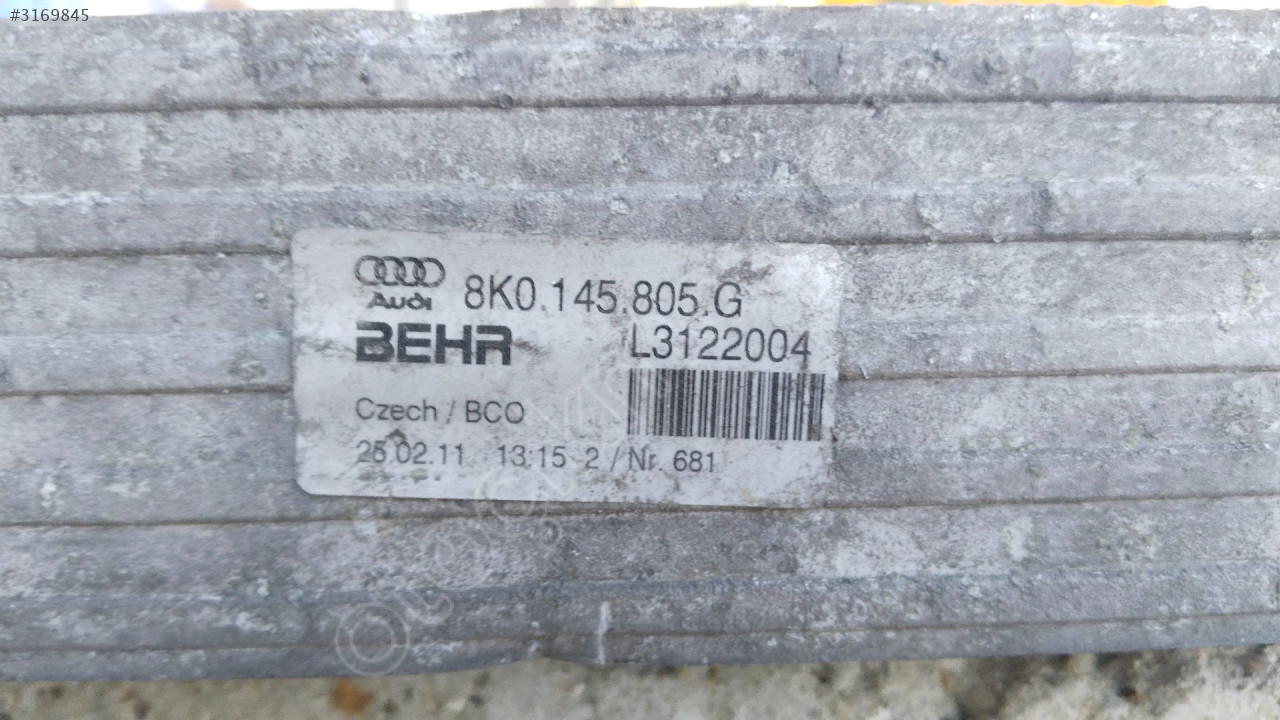 #3169845
Audi 8K0.145.805.G
BEHR L3122004
Czech / BCO
25.02.11 13:15 2 / Nr. 681